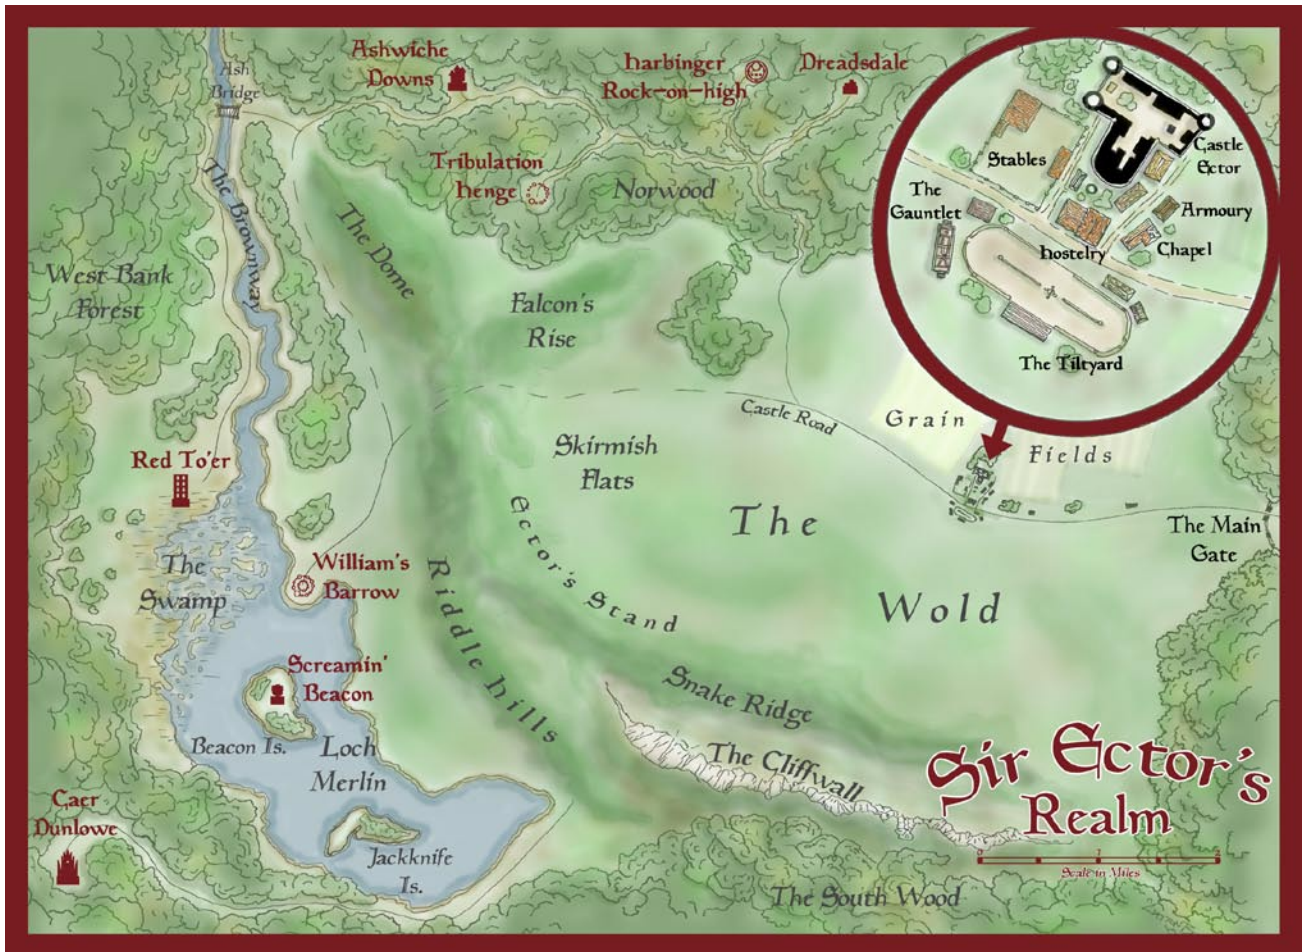 Ash
Bridge
Ashwiche
Downs
Harbinger
Rock-on-high
Dreadsdale
Tribulation
Henge
Norwood
The Brownway
The Dome
West Bank
Forest
Falcon's
Rise
Stables
Castle
Ector
The
Gauntlet
Armoury
Hostelry
Chapel
The Tiltyard
Castle Road
Grain
Fields
Skirmish
Flats
Red To'er
The
Wold
Ector's Stand
The Main
Gate
The
Swamp
William's
Barrow
Riddle Hills
Screamin'
Beacon
Snake Ridge
Beacon Is.
Loch
Merlin
The Cliffwall
Sir Ector's
Realm
Caer
Dunlowe
Jackknife
Is.
0 1 2
Scale in Miles
The South Wood